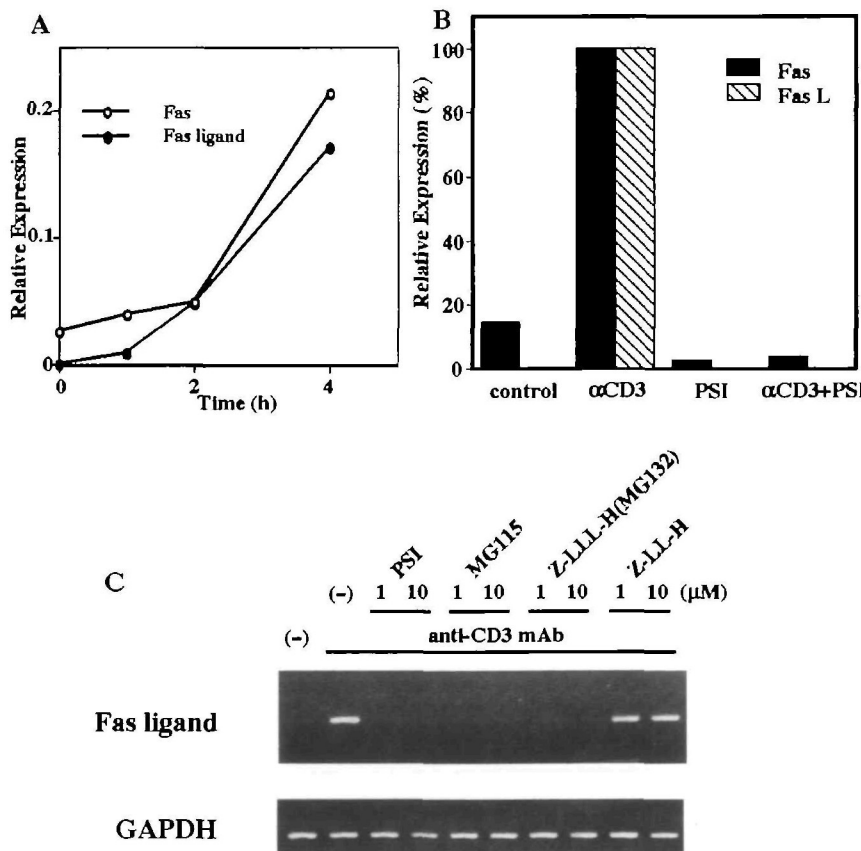 A
Relative Expression
0.2
0.1
0
Fas
Fas ligand
0 2 4
Time (h)
B
Relative Expression (%)
100
80
60
40
20
0
Fas
Fas L
control αCD3 PSI αCD3+PSI
C
(-) (-) PSI MG115 Z-LLL-H(MG132) Z-LL-H
1 10 1 10 1 10 1 10 (μM)
anti-CD3 mAb
Fas ligand
GAPDH